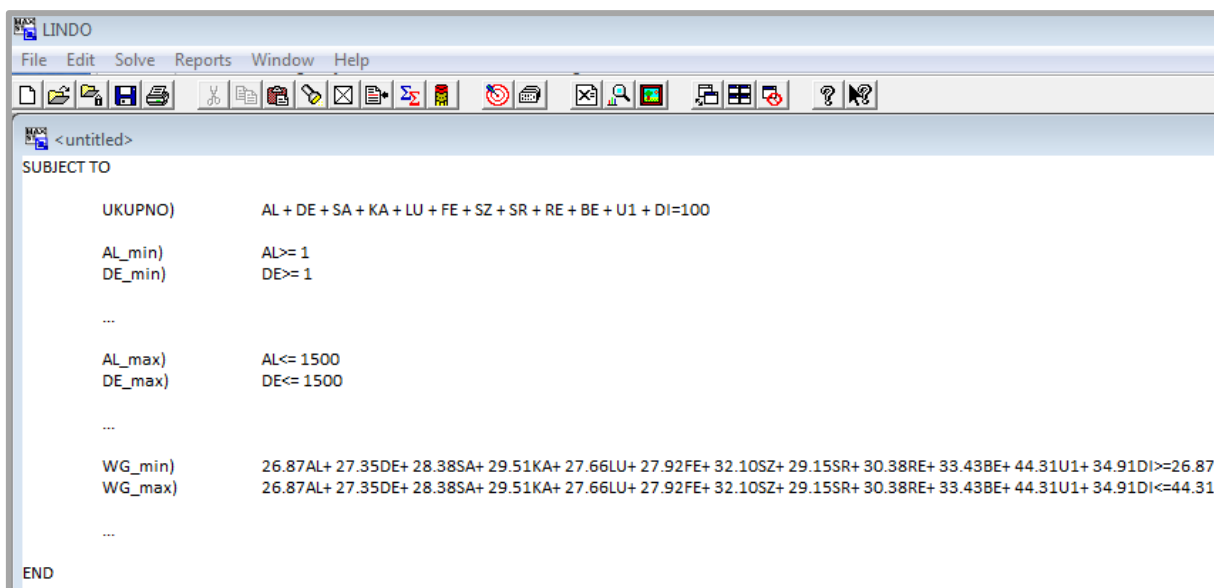 LINDO
File Edit Solve Reports Window Help
<untitled>
SUBJECT TO
UKUPNO) AL + DE + SA + KA + LU + FE + SZ + SR + RE + BE + U1 + DI=100
AL_min) AL>= 1
DE_min) DE>= 1
...
AL_max) AL<= 1500
DE_max) DE<= 1500
...
WG_min) 26.87AL+ 27.35DE+ 28.38SA+ 29.51KA+ 27.66LU+ 27.92FE+ 32.10SZ+ 29.15SR+ 30.38RE+ 33.43BE+ 44.31U1+ 34.91DI>=26.87
WG_max) 26.87AL+ 27.35DE+ 28.38SA+ 29.51KA+ 27.66LU+ 27.92FE+ 32.10SZ+ 29.15SR+ 30.38RE+ 33.43BE+ 44.31U1+ 34.91DI<=44.31
...
END